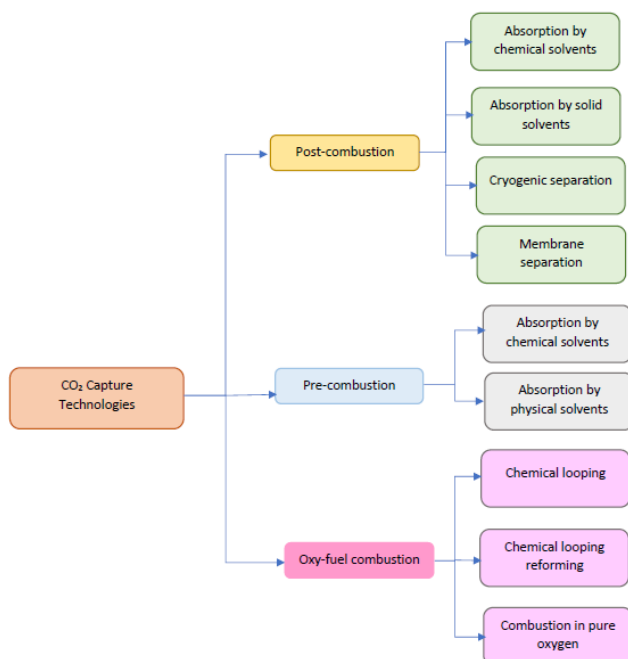 Absorption by
chemical solvents
Absorption by solid
solvents
Post-combustion
Cryogenic separation
Membrane
separation
Absorption by
chemical solvents
CO₂ Capture
Technologies
Pre-combustion
Absorption by
physical solvents
Chemical looping
Oxy-fuel combustion
Chemical looping
reforming
Combustion in pure
oxygen